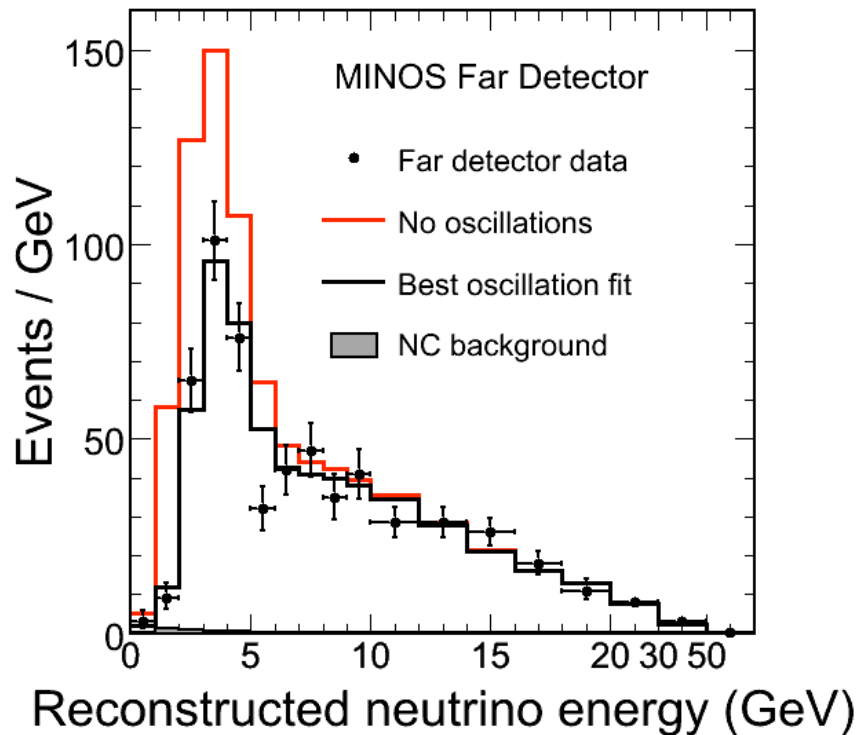 150
100
50
0
Events / GeV
MINOS Far Detector
Far detector data
No oscillations
Best oscillation fit
NC background
0 5 10 15 20 30 50
Reconstructed neutrino energy (GeV)